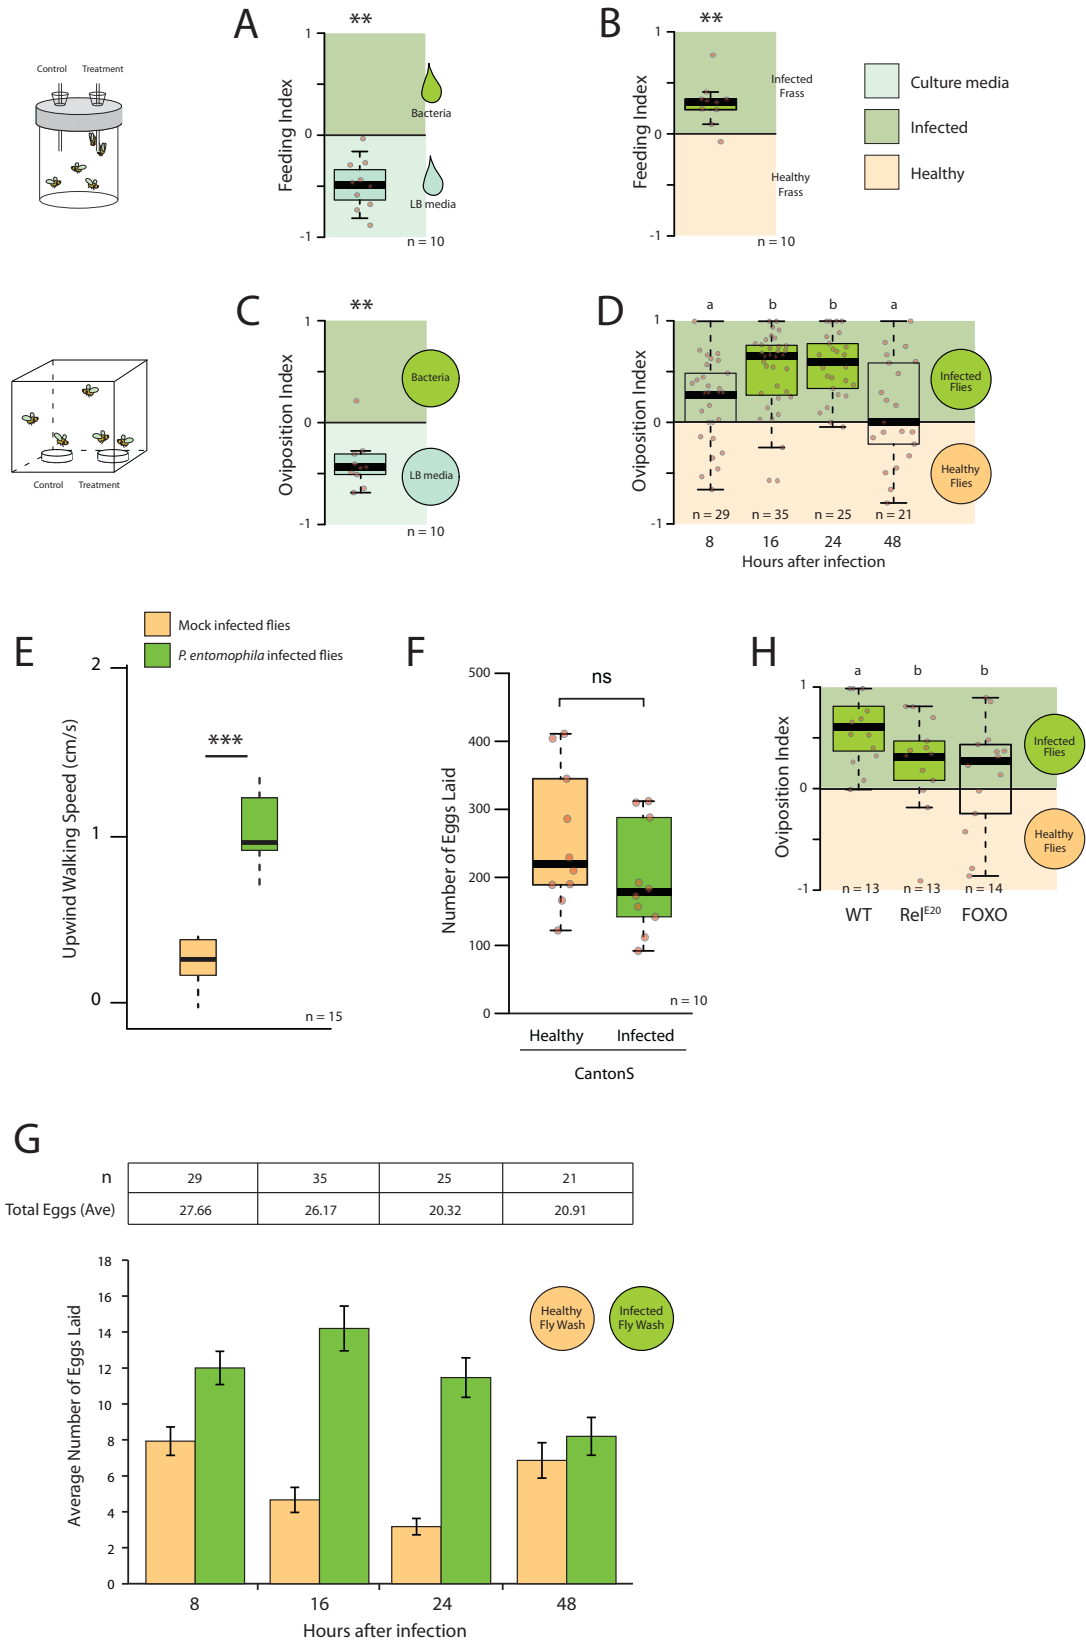 A
Control Treatment
**
1
0
-1
Feeding Index
Bacteria
LB media
n = 10
B
**
1
0
-1
Feeding Index
Infected
Frass
Healthy
Frass
n = 10
Culture media
Infected
Healthy
C
Control Treatment
**
1
0
-1
Oviposition Index
Bacteria
LB media
n = 10
D
a b b a
1
0
-1
Oviposition Index
Infected
Flies
Healthy
Flies
n = 29 n = 35 n = 25 n = 21
8 16 24 48
Hours after infection
E
Mock infected flies
P. entomophila infected flies
2
1
0
Upwind Walking Speed (cm/s)
***
n = 15
F
500
400
300
200
100
0
Number of Eggs Laid
ns
n = 10
Healthy Infected
CantonS
H
a b b
1
0
-1
Oviposition Index
Infected
Flies
Healthy
Flies
n = 13 n = 13 n = 14
WT Rel^E20 FOXO
G
n 29 35 25 21
Total Eggs (Ave) 27.66 26.17 20.32 20.91
18
16
14
12
10
8
6
4
2
0
Average Number of Eggs Laid
Healthy
Fly Wash
Infected
Fly Wash
8 16 24 48
Hours after infection